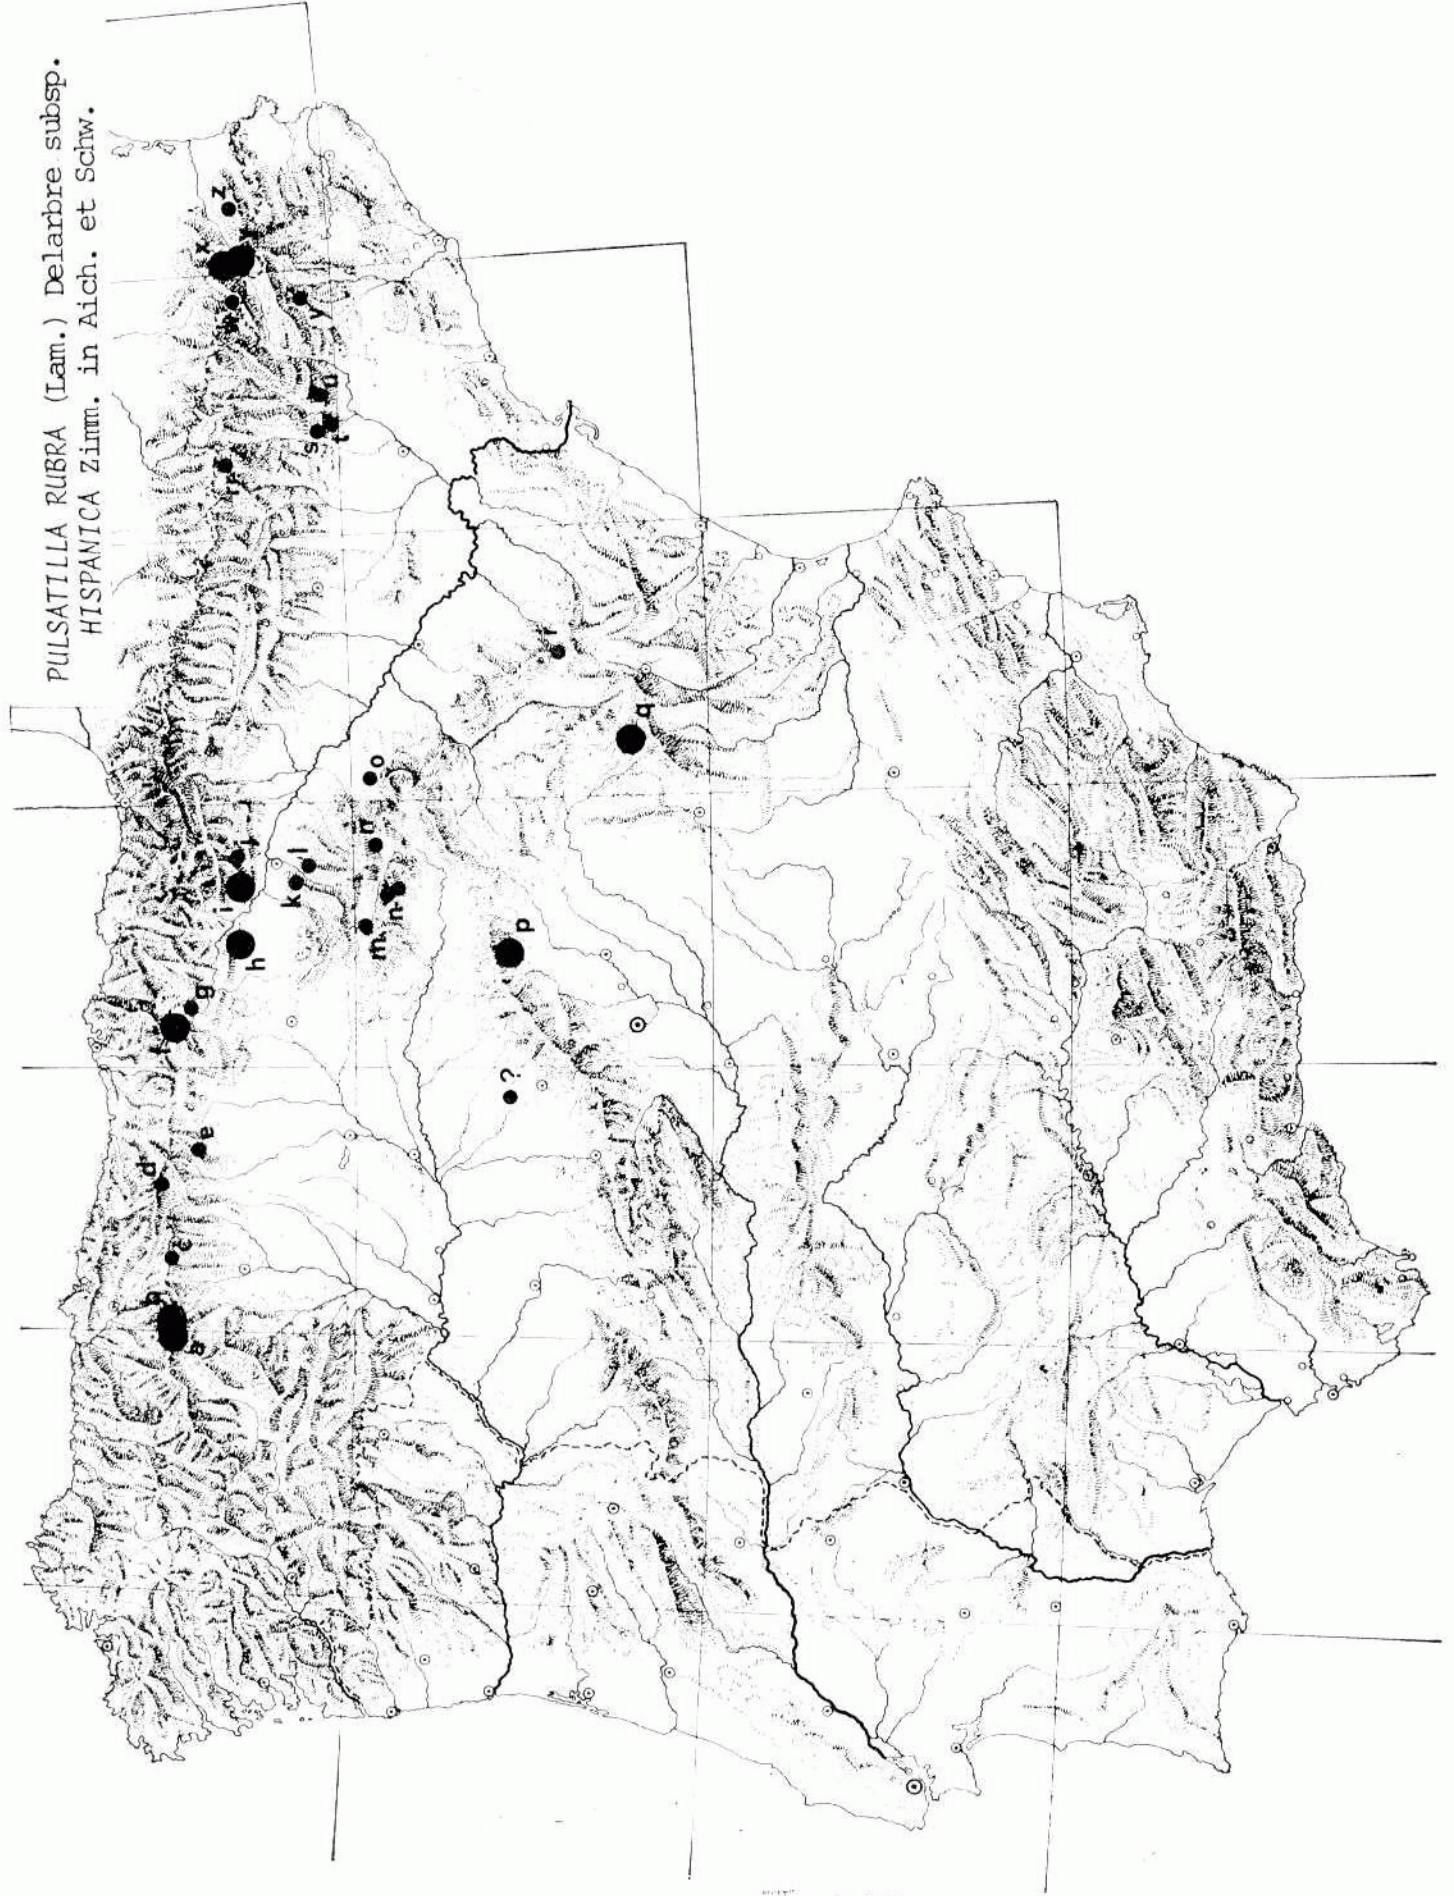 PULSATILLA RUBRA (Lam.) Delarbre subsp.
HISPANICA Zimm. in Aich. et Schw.
a
b
c
d
e
f
g
h
i
j
k
l
m
n
n
ñ
o
p
?
q
r
s
t
u
w
x
y
z